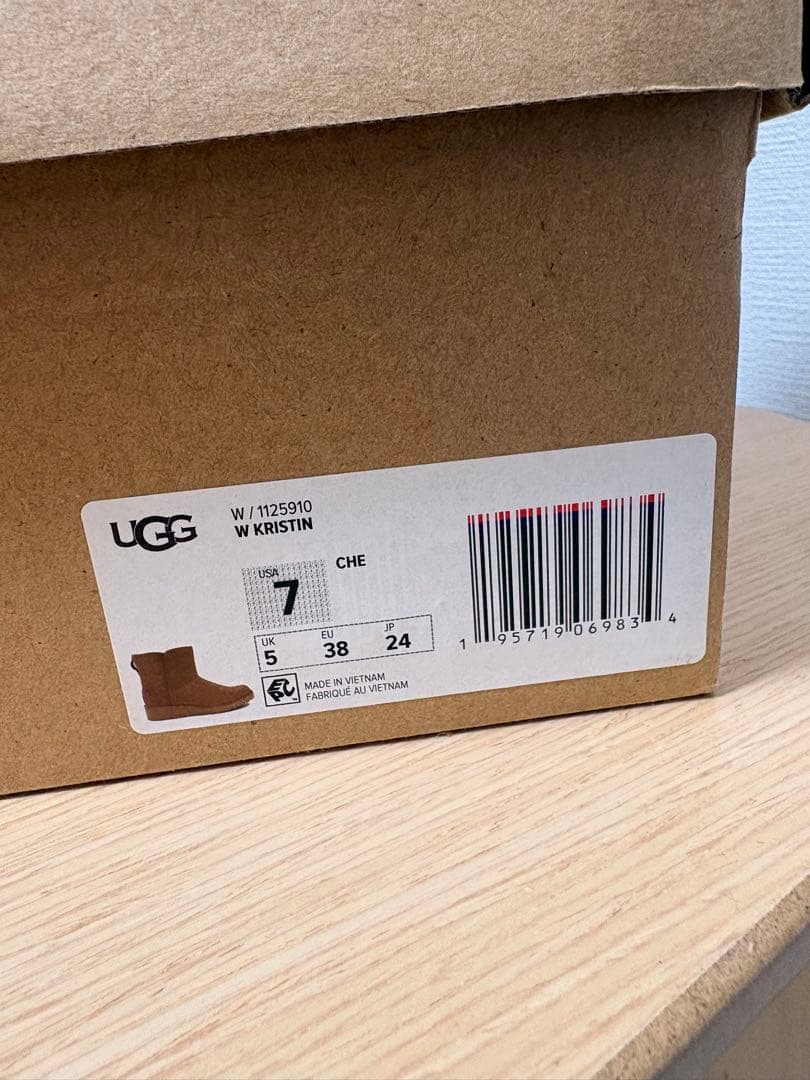 UGG
W / 1125910
W KRISTIN
USA
7
CHE
UK
5
EU
38
JP
24
MADE IN VIETNAM
FABRIQUÉ AU VIETNAM
1 95719 06983 4